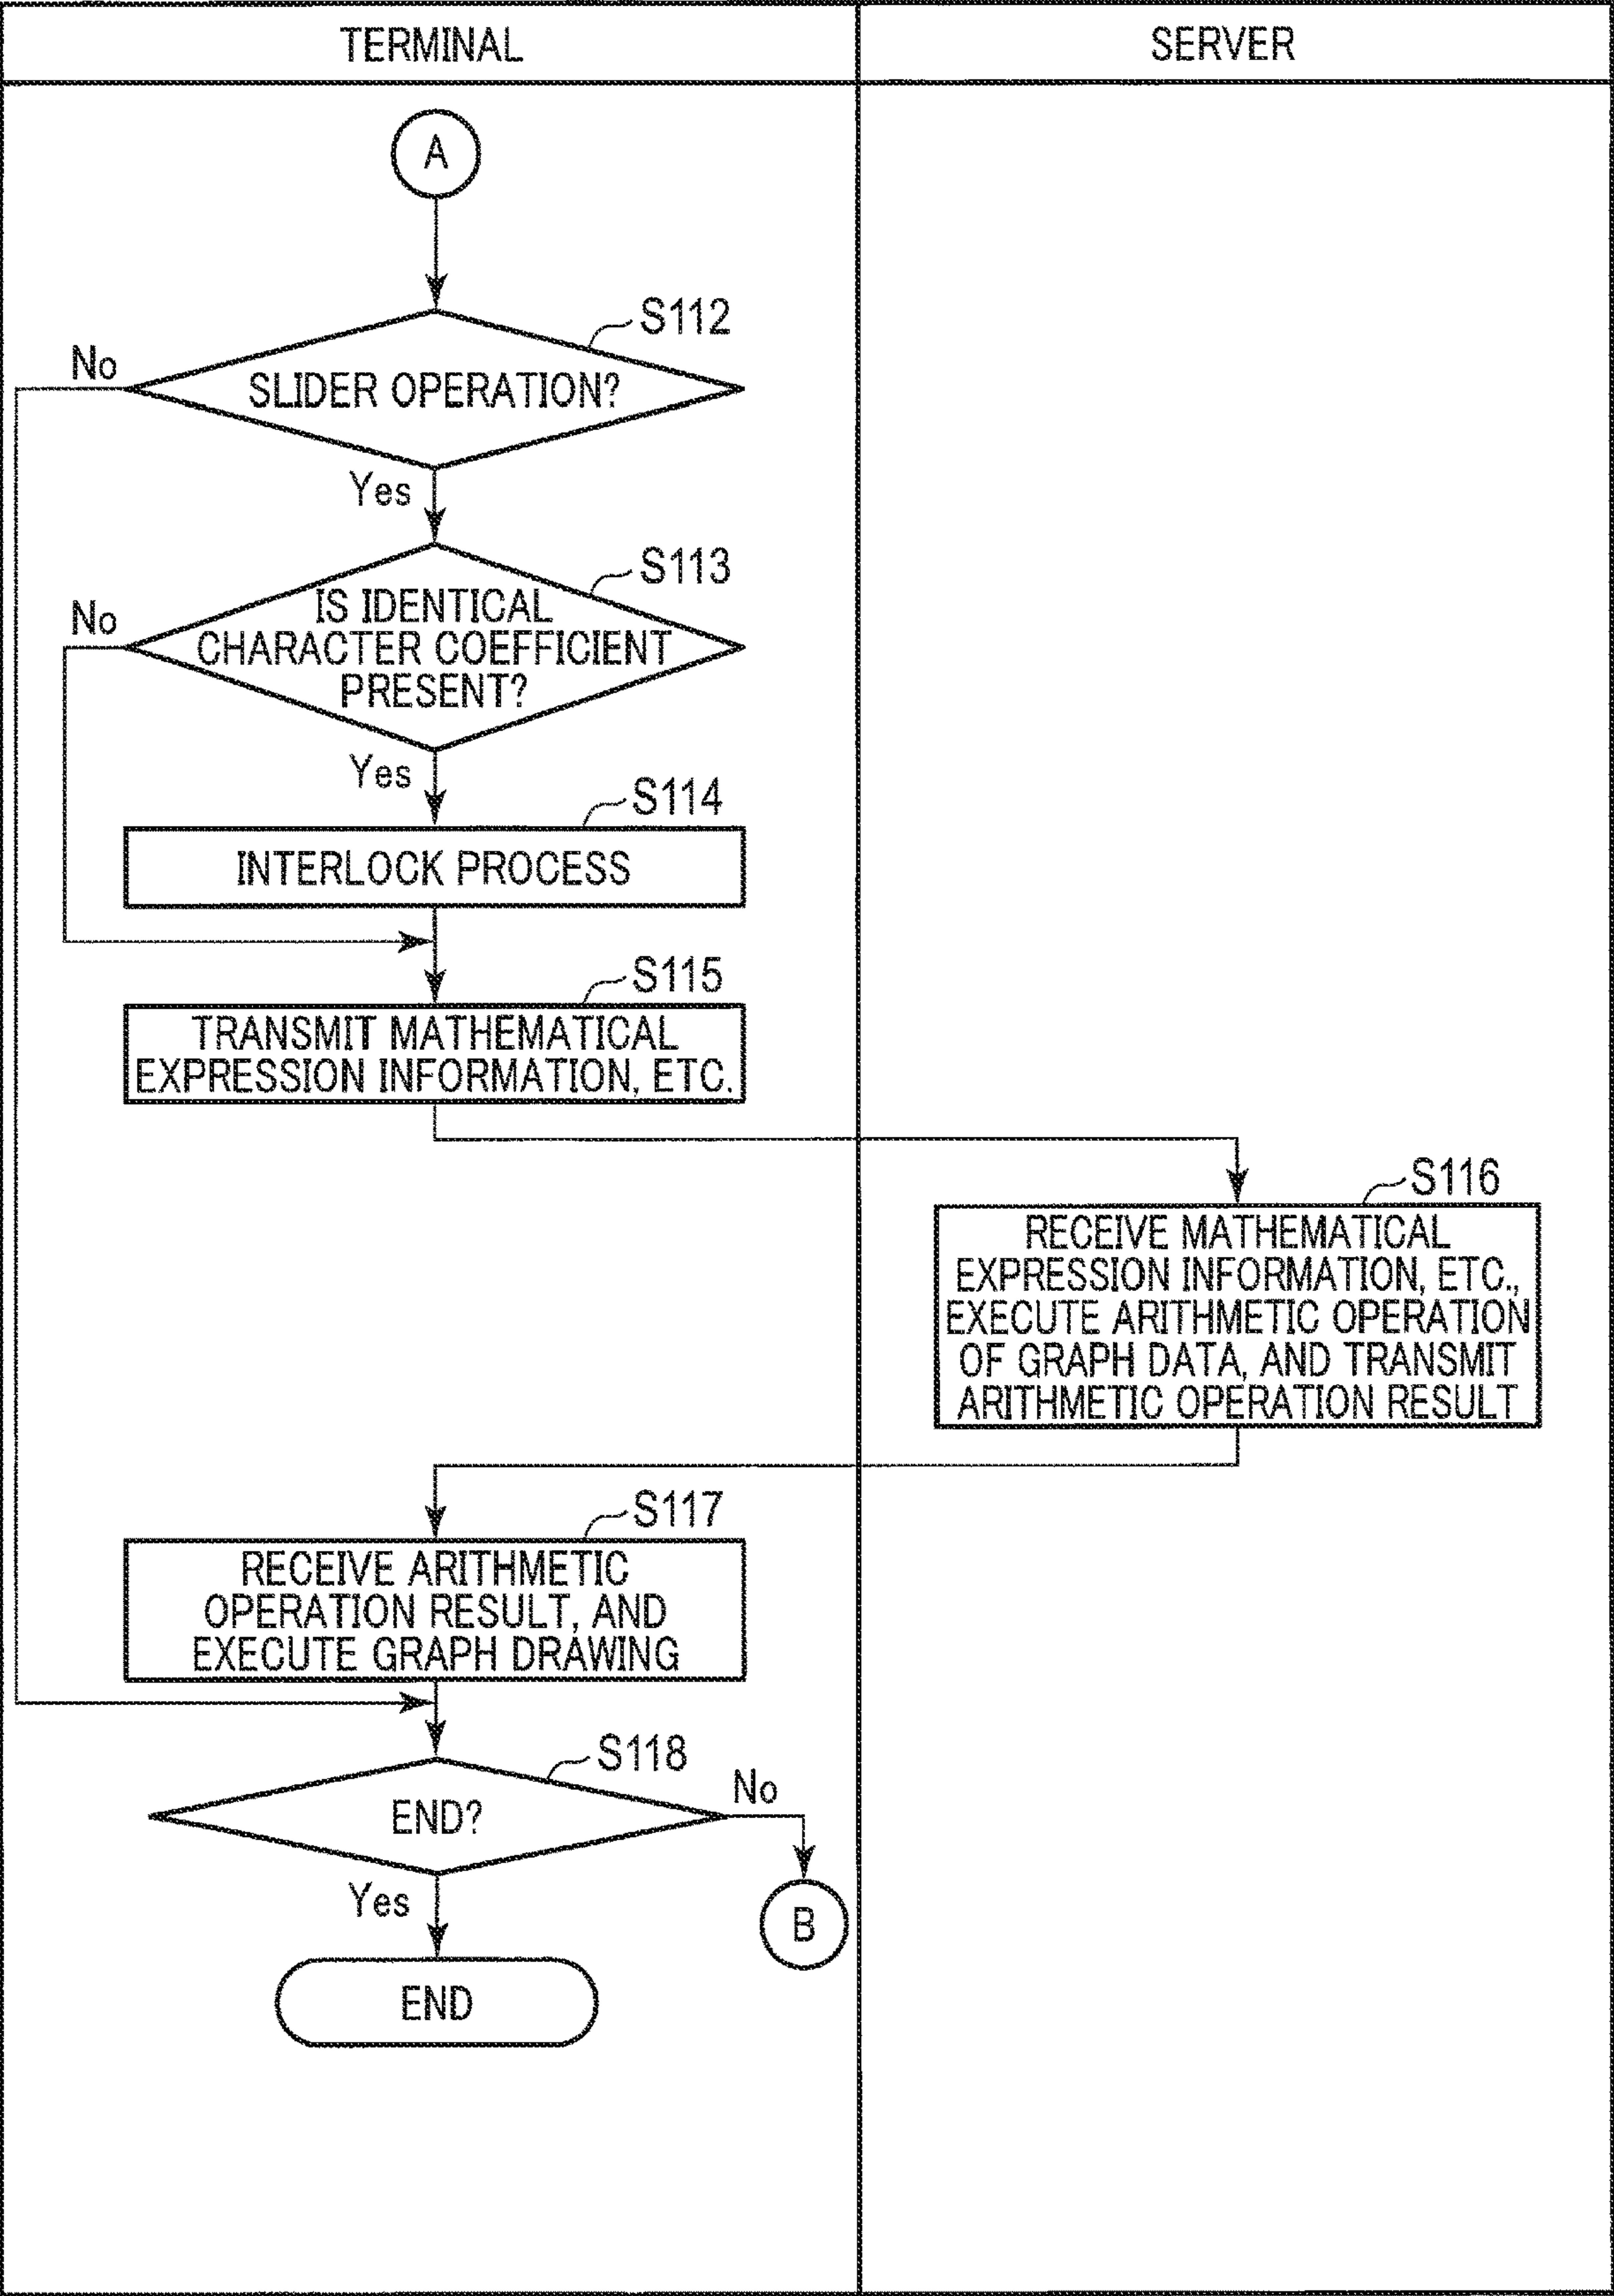 TERMINAL
SERVER
A
S112
No
SLIDER OPERATION?
Yes
S113
No
IS IDENTICAL
CHARACTER COEFFICIENT
PRESENT?
Yes
S114
INTERLOCK PROCESS
S115
TRANSMIT MATHEMATICAL
EXPRESSION INFORMATION, ETC.
S116
RECEIVE MATHEMATICAL
EXPRESSION INFORMATION, ETC.,
EXECUTE ARITHMETIC OPERATION
OF GRAPH DATA, AND TRANSMIT
ARITHMETIC OPERATION RESULT
S117
RECEIVE ARITHMETIC
OPERATION RESULT, AND
EXECUTE GRAPH DRAWING
S118
No
END?
Yes
B
END